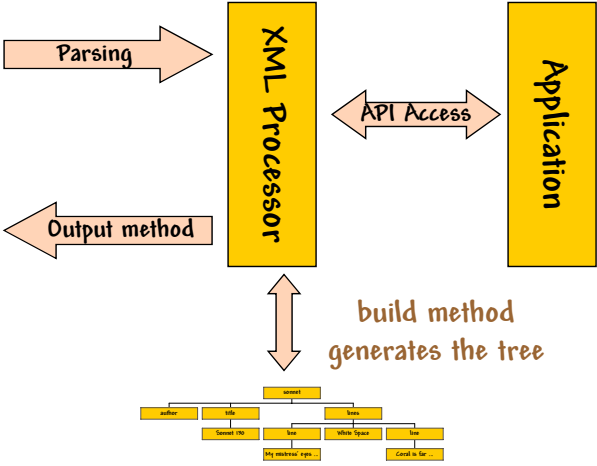 Parsing
XML Processor
API Access
Application
Output method
build method
generates the tree
sonnet
author
title
lines
Sonnet 130
line
White Space
line
My mistress' eyes ...
Coral is far ...